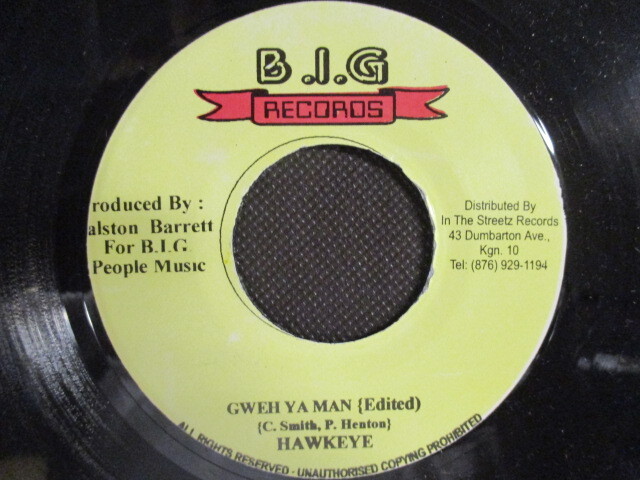 B.I.G
RECORDS
roduced By :
alston Barrett
For B.I.G.
People Music
Distributed By
In The Streetz Records
43 Dumbarton Ave.,
Kgn. 10
Tel: (876) 929-1194
GWEH YA MAN {Edited)
{C. Smith, P. Henton}
HAWKEYE
ALL RIGHTS RESERVED - UNAUTHORISED COPYING PROHIBITED